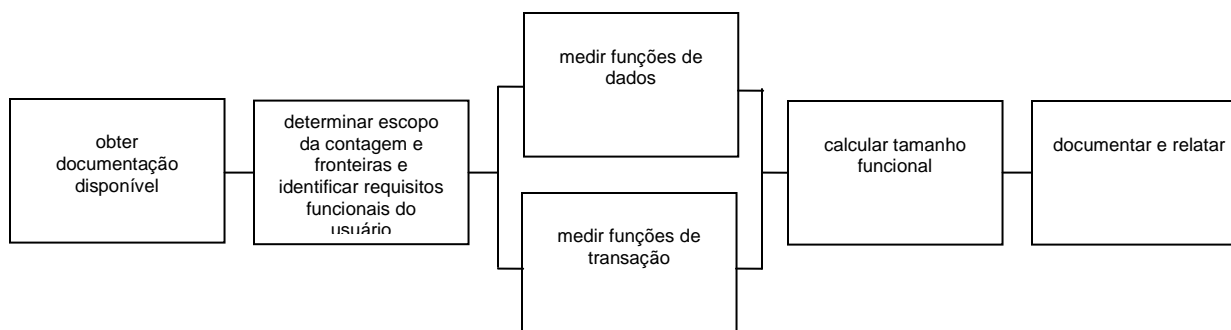 obter
documentação
disponível
determinar escopo
da contagem e
fronteiras e
identificar requisitos
funcionais do
usuário
medir funções de
dados
medir funções de
transação
calcular tamanho
funcional
documentar e relatar